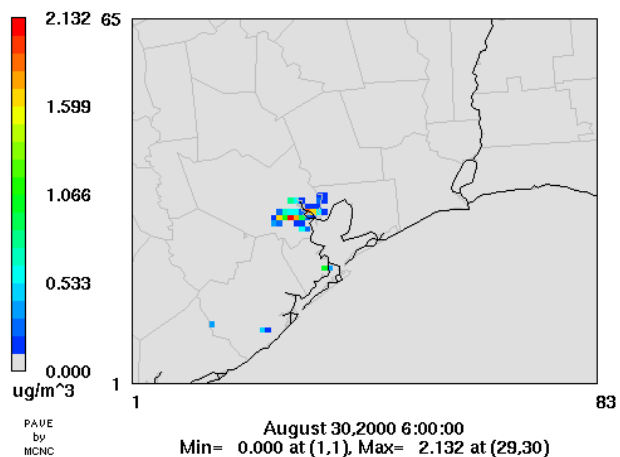 2.132
65
1.599
1.066
0.533
0.000
1
ug/m^3
1
83
PAVE
by
MCNC
August 30,2000 6:00:00
Min= 0.000 at (1,1), Max= 2.132 at (29,30)